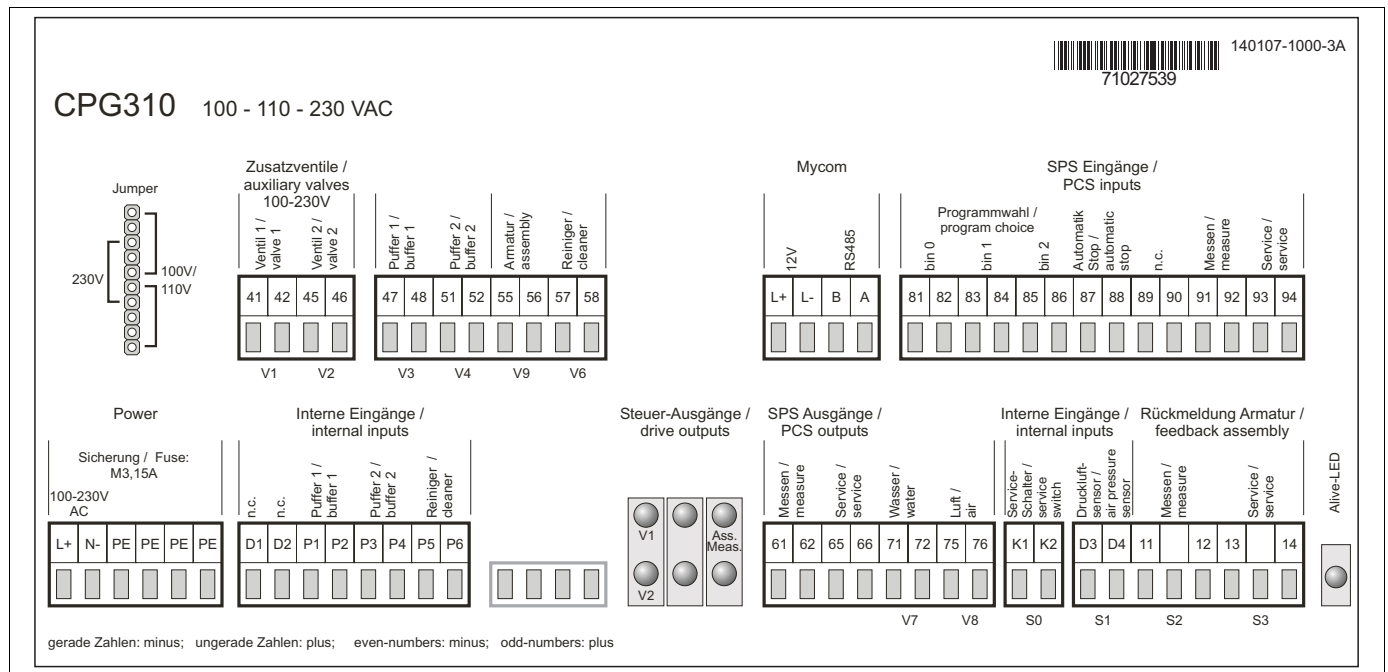 140107-1000-3A
71027539
CPG310 100 - 110 - 230 VAC
Jumper
230V
100V/
110V
Zusatzventile /
auxiliary valves
100-230V
Ventil 1 /
valve 1
Ventil 2 /
valve 2
41 42 45 46
V1 V2
Puffer 1 /
buffer 1
Puffer 2 /
buffer 2
Armatur /
assembly
Reiniger /
cleaner
47 48 51 52 55 56 57 58
V3 V4 V9 V6
Mycom
12V
RS485
L+ L- B A
SPS Eingänge /
PCS inputs
Programmwahl /
program choice
bin 0
bin 1
bin 2
Automatik
Stop /
automatic
stop
n.c.
Messen /
measure
Service /
service
81 82 83 84 85 86 87 88 89 90 91 92 93 94
Power
Sicherung / Fuse:
M3,15A
100-230V
AC
L+ N- PE PE PE PE
Interne Eingänge /
internal inputs
n.c.
n.c.
Puffer 1 /
buffer 1
Puffer 2 /
buffer 2
Reiniger /
cleaner
D1 D2 P1 P2 P3 P4 P5 P6
Steuer-Ausgänge /
drive outputs
V1
Ass.
Meas.
V2
SPS Ausgänge /
PCS outputs
Messen /
measure
Service /
service
Wasser /
water
Luft /
air
61 62 65 66 71 72 75 76
V7 V8
Interne Eingänge /
internal inputs
Service-
Schalter /
service
switch
Druckluft-
sensor /
air pressure
sensor
K1 K2
S0
Rückmeldung Armatur /
feedback assembly
Messen /
measure
Service /
service
D3 D4 11 12 13 14
S1 S2 S3
Alive-LED
gerade Zahlen: minus; ungerade Zahlen: plus; even-numbers: minus; odd-numbers: plus